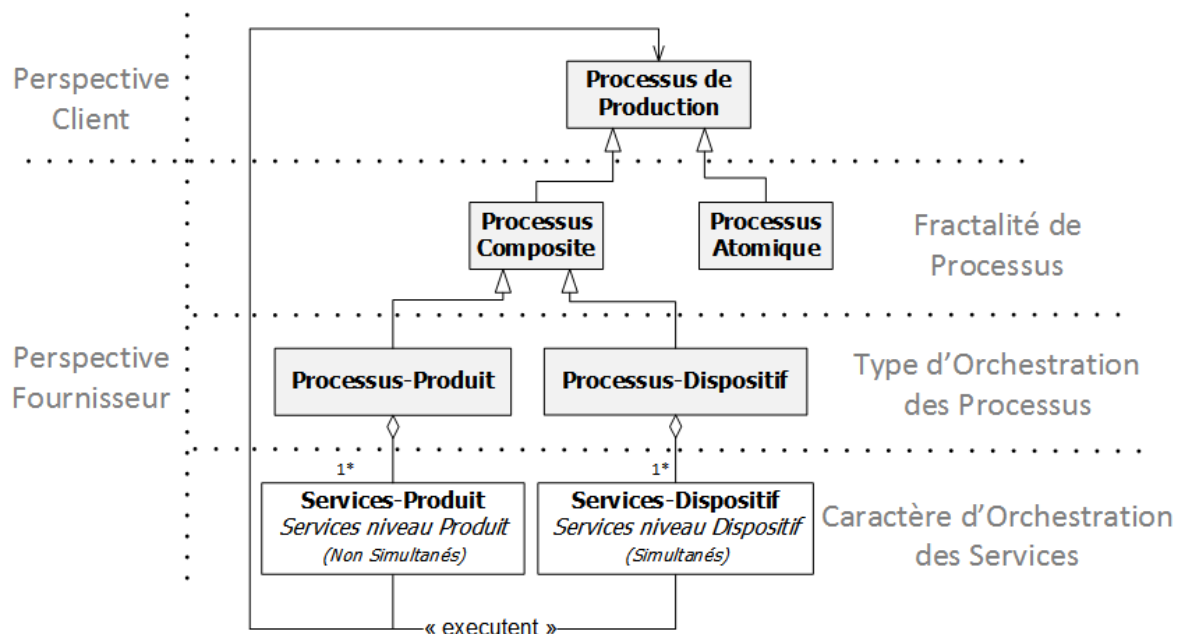 Perspective
Client
Processus de
Production
Processus
Composite
Processus
Atomique
Fractalité de
Processus
Perspective
Fournisseur
Processus-Produit
Processus-Dispositif
Type d’Orchestration
des Processus
1*
1*
Services-Produit
Services niveau Produit
(Non Simultanés)
Services-Dispositif
Services niveau Dispositif
(Simultanés)
Caractère d’Orchestration
des Services
« executent »